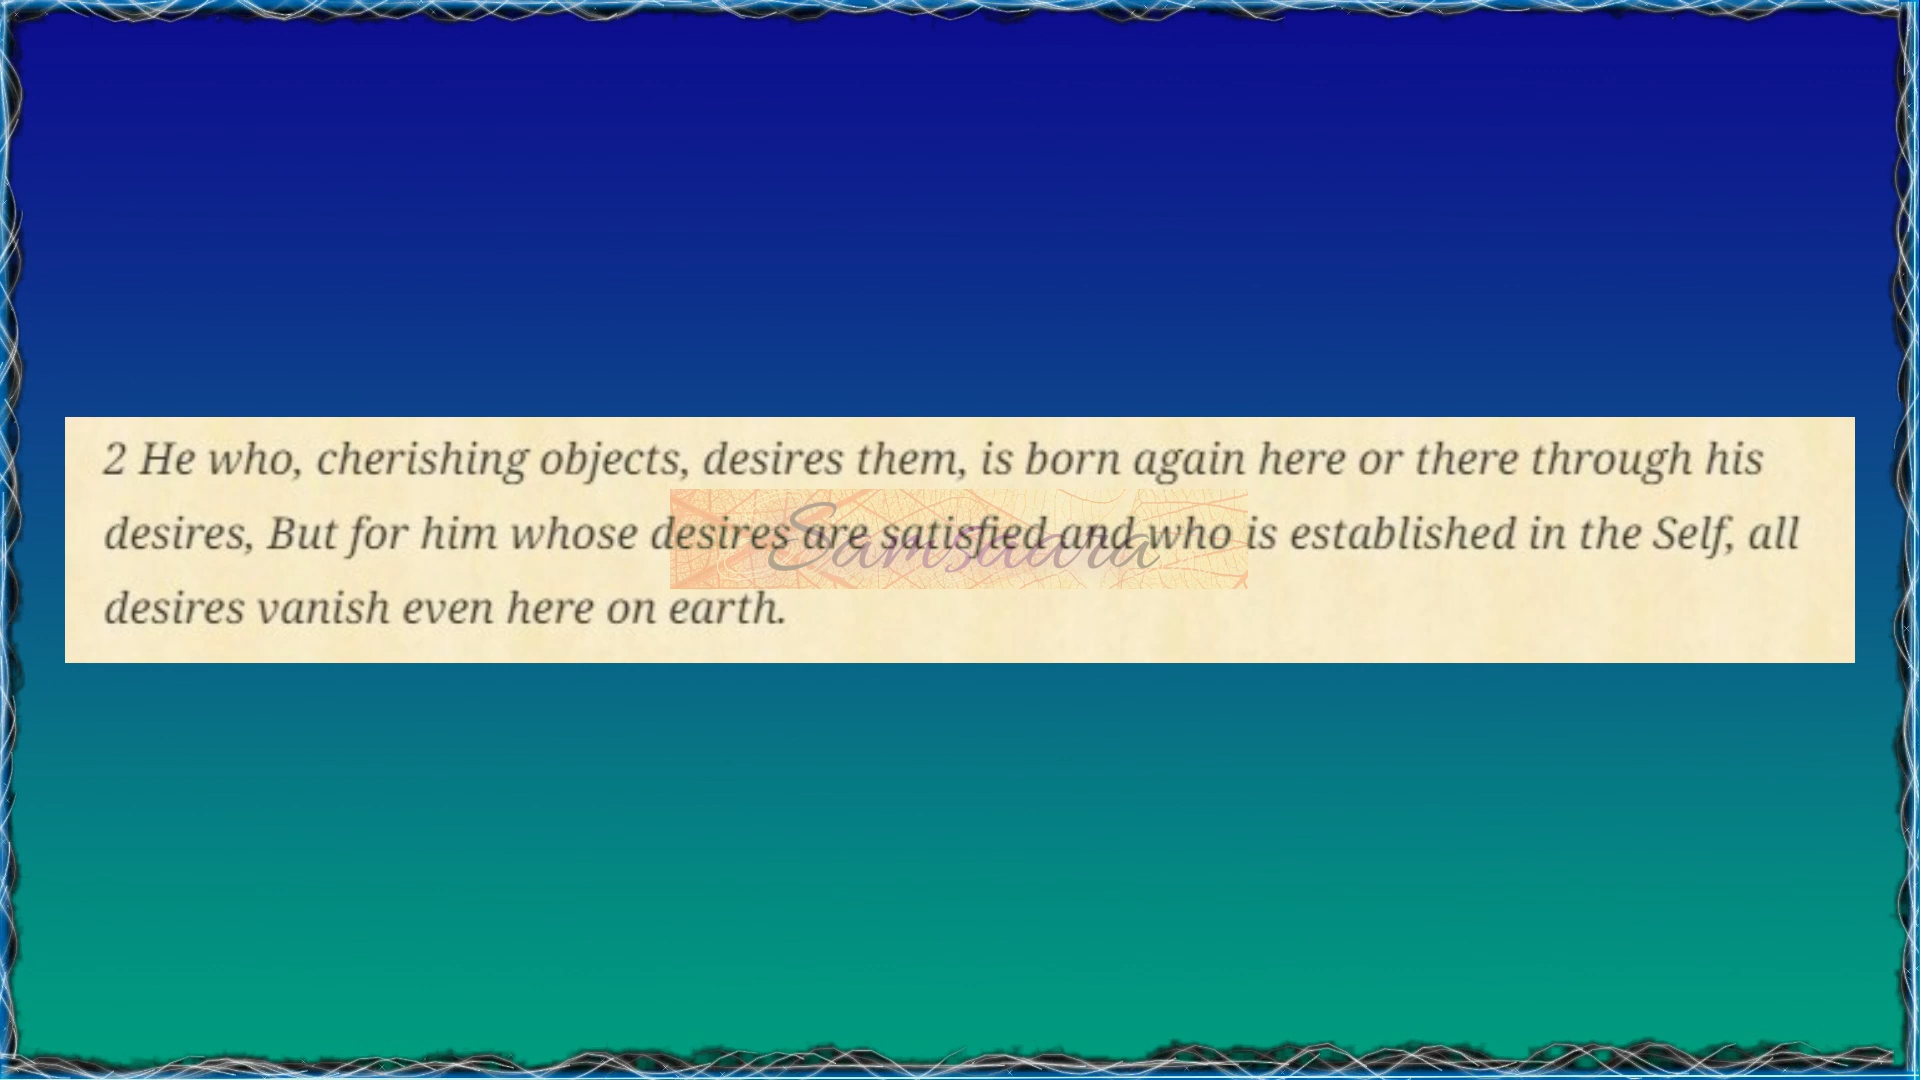 2 He who, cherishing objects, desires them, is born again here or there through his
desires, But for him whose desires are satisfied and who is established in the Self, all
desires vanish even here on earth.
Samsaara